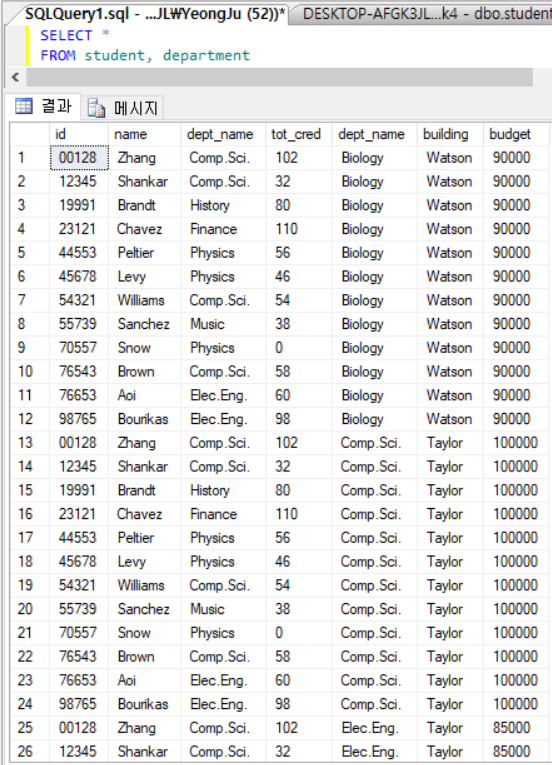 SQLQuery1.sql - ...JL₩YeongJu (52))* DESKTOP-AFGK3JL...k4 - dbo.student
SELECT *
FROM student, department
결과 메시지
id name dept_name tot_cred dept_name building budget
1 00128 Zhang Comp.Sci. 102 Biology Watson 90000
2 12345 Shankar Comp.Sci. 32 Biology Watson 90000
3 19991 Brandt History 80 Biology Watson 90000
4 23121 Chavez Finance 110 Biology Watson 90000
5 44553 Peltier Physics 56 Biology Watson 90000
6 45678 Levy Physics 46 Biology Watson 90000
7 54321 Williams Comp.Sci. 54 Biology Watson 90000
8 55739 Sanchez Music 38 Biology Watson 90000
9 70557 Snow Physics 0 Biology Watson 90000
10 76543 Brown Comp.Sci. 58 Biology Watson 90000
11 76653 Aoi Elec.Eng. 60 Biology Watson 90000
12 98765 Bourikas Elec.Eng. 98 Biology Watson 90000
13 00128 Zhang Comp.Sci. 102 Comp.Sci. Taylor 100000
14 12345 Shankar Comp.Sci. 32 Comp.Sci. Taylor 100000
15 19991 Brandt History 80 Comp.Sci. Taylor 100000
16 23121 Chavez Finance 110 Comp.Sci. Taylor 100000
17 44553 Peltier Physics 56 Comp.Sci. Taylor 100000
18 45678 Levy Physics 46 Comp.Sci. Taylor 100000
19 54321 Williams Comp.Sci. 54 Comp.Sci. Taylor 100000
20 55739 Sanchez Music 38 Comp.Sci. Taylor 100000
21 70557 Snow Physics 0 Comp.Sci. Taylor 100000
22 76543 Brown Comp.Sci. 58 Comp.Sci. Taylor 100000
23 76653 Aoi Elec.Eng. 60 Comp.Sci. Taylor 100000
24 98765 Bourikas Elec.Eng. 98 Comp.Sci. Taylor 100000
25 00128 Zhang Comp.Sci. 102 Elec.Eng. Taylor 85000
26 12345 Shankar Comp.Sci. 32 Elec.Eng. Taylor 85000